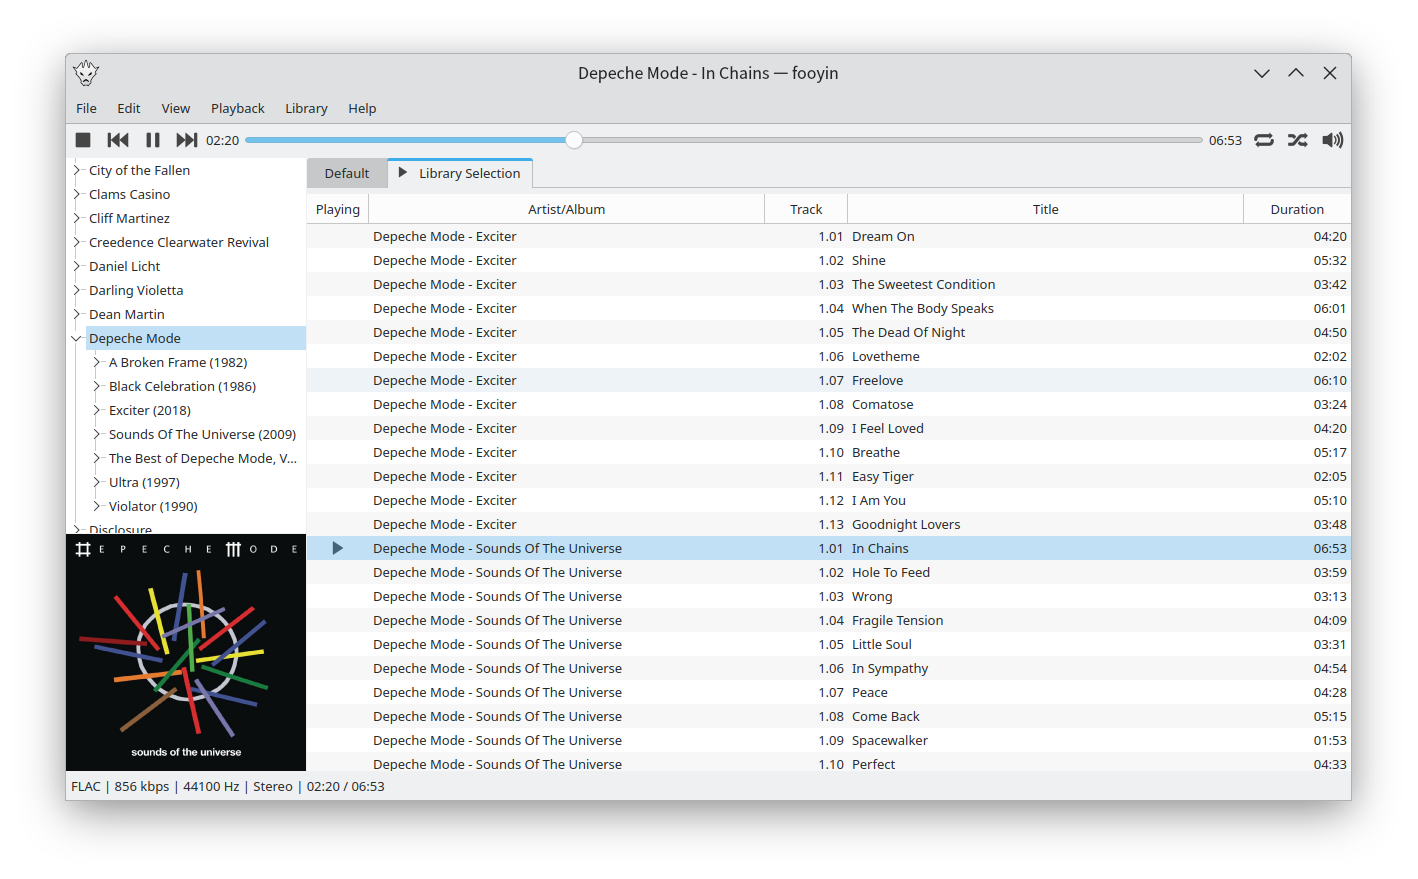 Depeche Mode - In Chains — fooyin
File Edit View Playback Library Help
02:20 06:53
City of the Fallen
Clams Casino
Cliff Martinez
Creedence Clearwater Revival
Daniel Licht
Darling Violetta
Dean Martin
Depeche Mode
A Broken Frame (1982)
Black Celebration (1986)
Exciter (2018)
Sounds Of The Universe (2009)
The Best of Depeche Mode, V...
Ultra (1997)
Violator (1990)
Disclosure
DEPECHE MODE
sounds of the universe
Default Library Selection
Playing Artist/Album Track Title Duration
Depeche Mode - Exciter 1.01 Dream On 04:20
Depeche Mode - Exciter 1.02 Shine 05:32
Depeche Mode - Exciter 1.03 The Sweetest Condition 03:42
Depeche Mode - Exciter 1.04 When The Body Speaks 06:01
Depeche Mode - Exciter 1.05 The Dead Of Night 04:50
Depeche Mode - Exciter 1.06 Lovetheme 02:02
Depeche Mode - Exciter 1.07 Freelove 06:10
Depeche Mode - Exciter 1.08 Comatose 03:24
Depeche Mode - Exciter 1.09 I Feel Loved 04:20
Depeche Mode - Exciter 1.10 Breathe 05:17
Depeche Mode - Exciter 1.11 Easy Tiger 02:05
Depeche Mode - Exciter 1.12 I Am You 05:10
Depeche Mode - Exciter 1.13 Goodnight Lovers 03:48
Depeche Mode - Sounds Of The Universe 1.01 In Chains 06:53
Depeche Mode - Sounds Of The Universe 1.02 Hole To Feed 03:59
Depeche Mode - Sounds Of The Universe 1.03 Wrong 03:13
Depeche Mode - Sounds Of The Universe 1.04 Fragile Tension 04:09
Depeche Mode - Sounds Of The Universe 1.05 Little Soul 03:31
Depeche Mode - Sounds Of The Universe 1.06 In Sympathy 04:54
Depeche Mode - Sounds Of The Universe 1.07 Peace 04:28
Depeche Mode - Sounds Of The Universe 1.08 Come Back 05:15
Depeche Mode - Sounds Of The Universe 1.09 Spacewalker 01:53
Depeche Mode - Sounds Of The Universe 1.10 Perfect 04:33
FLAC | 856 kbps | 44100 Hz | Stereo | 02:20 / 06:53